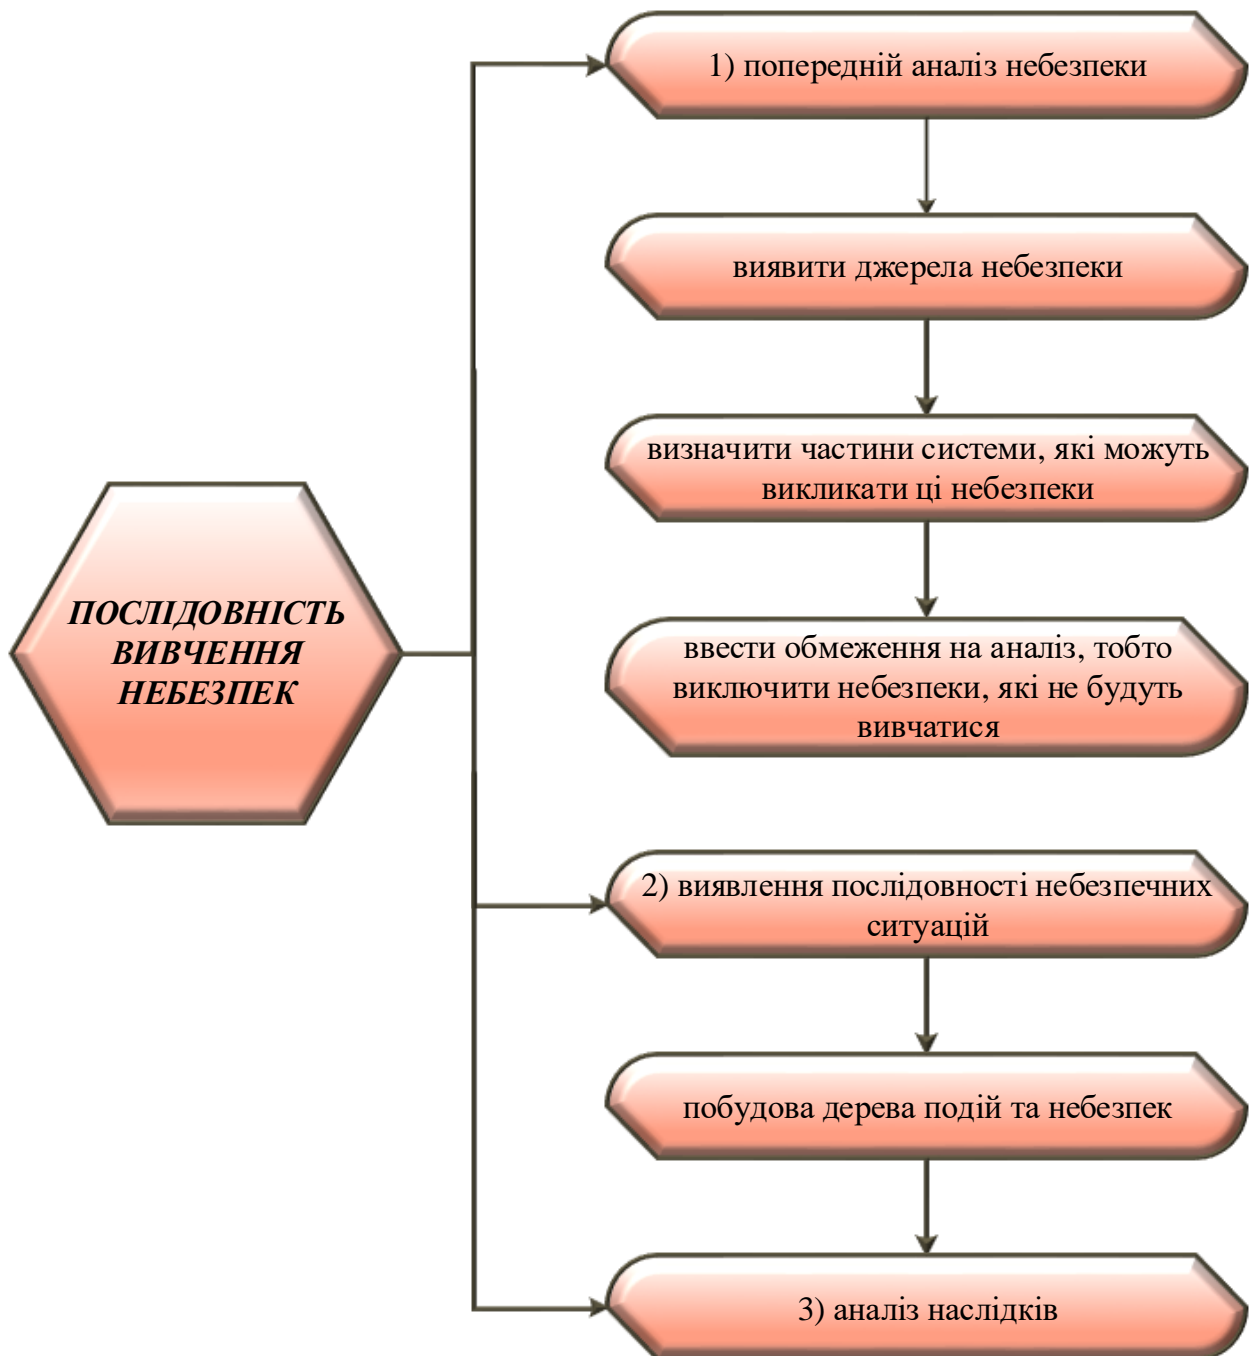 1) попередній аналіз небезпеки
виявити джерела небезпеки
визначити частини системи, які можуть
викликати ці небезпеки
ПОСЛІДОВНІСТЬ
ВИВЧЕННЯ
НЕБЕЗПЕК
ввести обмеження на аналіз, тобто
виключити небезпеки, які не будуть
вивчатися
2) виявлення послідовності небезпечних
ситуацій
побудова дерева подій та небезпек
3) аналіз наслідків